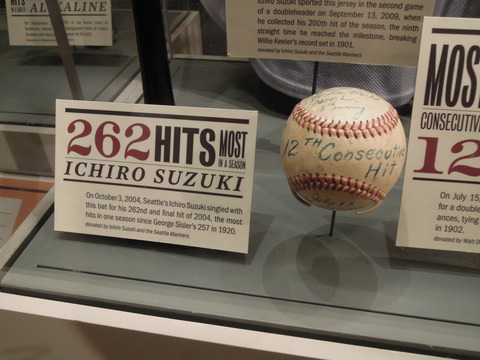 ALKALINE
Ichiro Suzuki sported this jersey in the second game
of a doubleheader on September 13, 2009, when
he collected his 200th hit of the season, the ninth
straight time he reached the milestone, breaking
Willie Keeler's record set in 1901.
donated by Ichiro Suzuki and the Seattle Mariners
262 HITS MOST
IN A SEASON
ICHIRO SUZUKI
On October 3, 2004, Seattle's Ichiro Suzuki singled with
this bat for his 262nd and final hit of 2004, the most
hits in one season since George Sisler's 257 in 1920.
donated by Ichiro Suzuki and the Seattle Mariners
12TH Consecutive
Hit
July 15
MOST
CONSECUTIVE
12
On July 15,
for a double
ances, tying
in 1902.
donated by Walt D